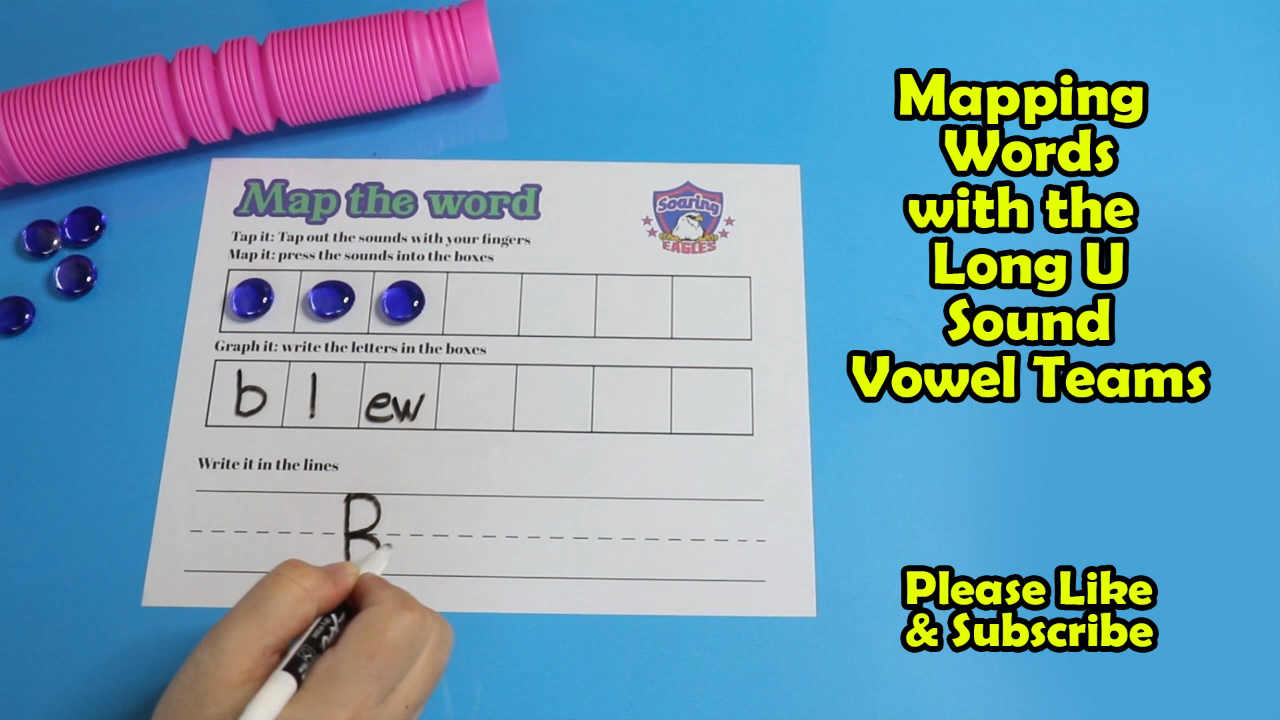 Map the word
Soaring
EAGLES
Tap it: Tap out the sounds with your fingers
Map it: press the sounds into the boxes
Graph it: write the letters in the boxes
b l ew
Write it in the lines
B
Mapping
Words
with the
Long U
Sound
Vowel Teams
Please Like
& Subscribe